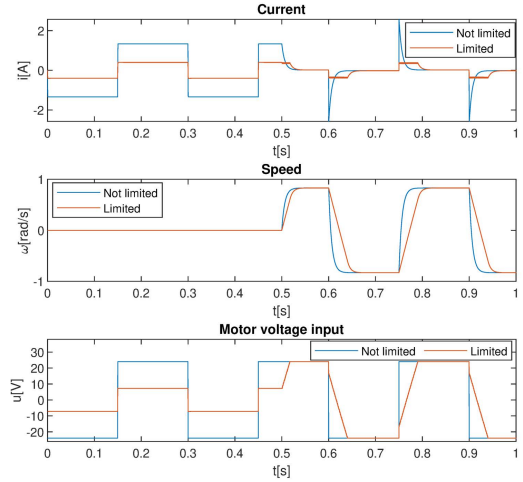 Current
2
0
-2
i[A]
Not limited
Limited
0 0.1 0.2 0.3 0.4 0.5 0.6 0.7 0.8 0.9 1
t[s]
Speed
1
0
-1
ω[rad/s]
Not limited
Limited
0 0.1 0.2 0.3 0.4 0.5 0.6 0.7 0.8 0.9 1
t[s]
Motor voltage input
30
20
10
0
-10
-20
u[V]
Not limited Limited
0 0.1 0.2 0.3 0.4 0.5 0.6 0.7 0.8 0.9 1
t[s]